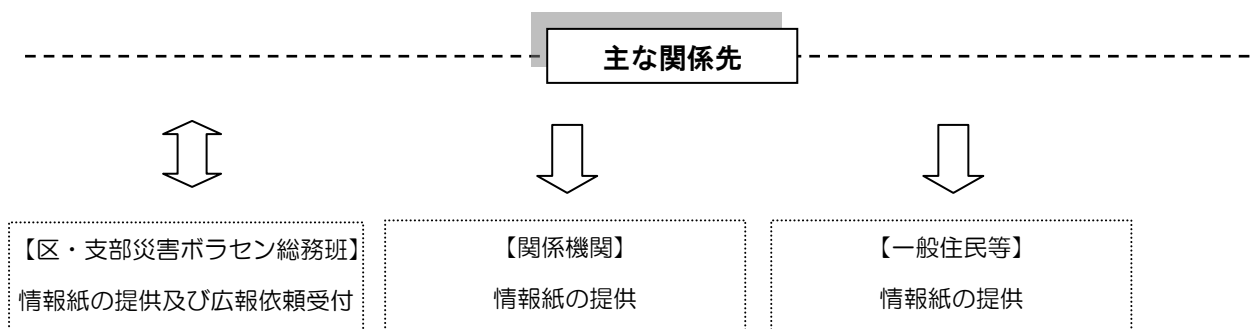 主な関係先
【区・支部災害ボラセン総務班】
情報紙の提供及び広報依頼受付
【関係機関】
情報紙の提供
【一般住民等】
情報紙の提供